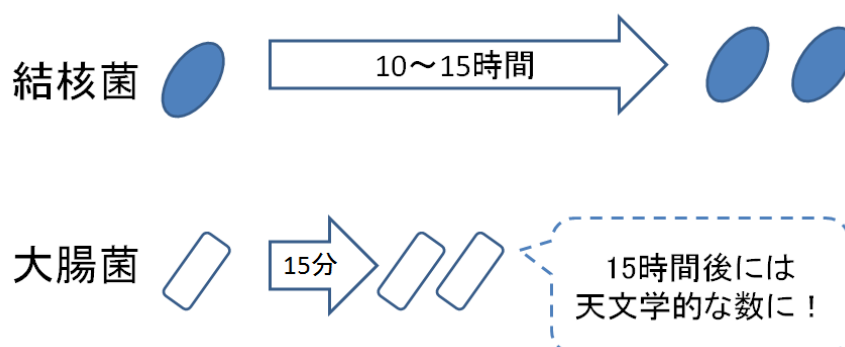 結核菌
10～15時間
大腸菌
15分
15時間後には
天文学的な数に！